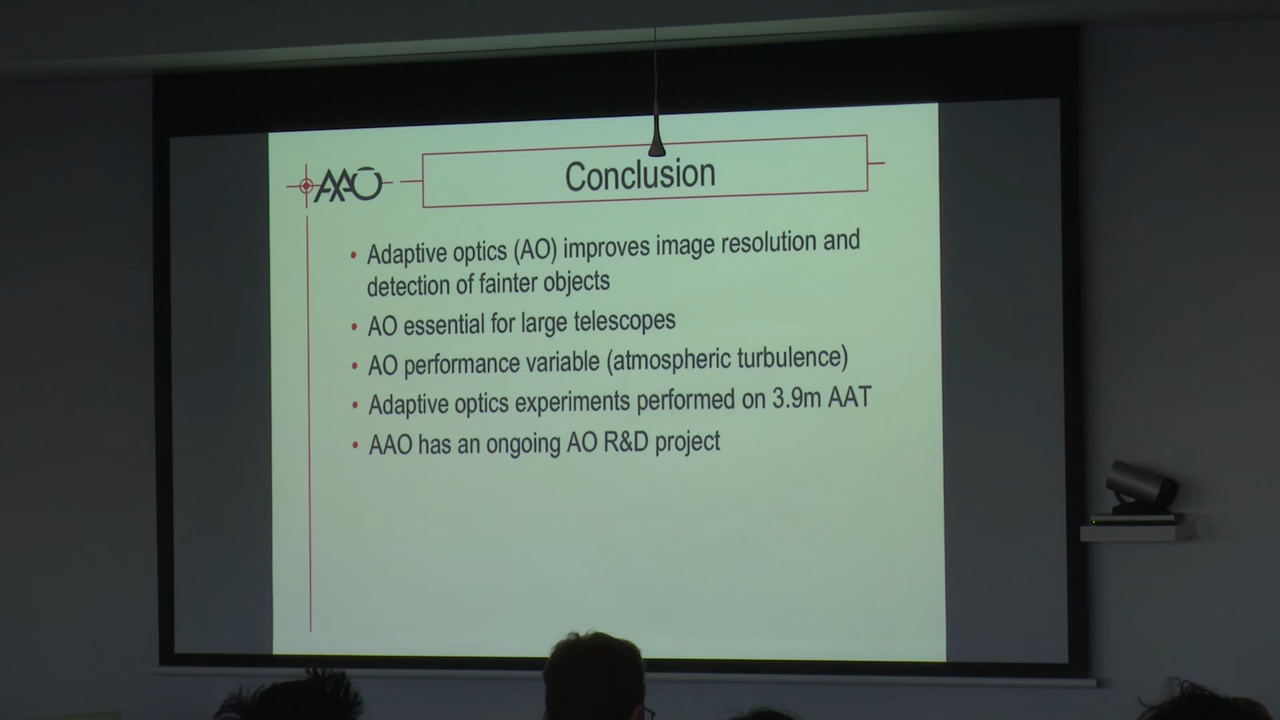 AAO
Conclusion
• Adaptive optics (AO) improves image resolution and
detection of fainter objects
• AO essential for large telescopes
• AO performance variable (atmospheric turbulence)
• Adaptive optics experiments performed on 3.9m AAT
• AAO has an ongoing AO R&D project